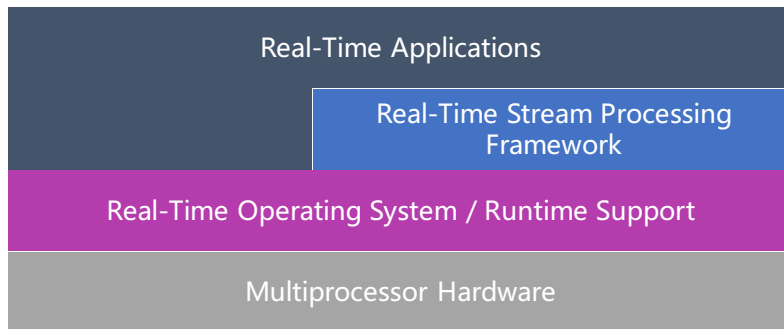 Real-Time Applications
Real-Time Stream Processing
Framework
Real-Time Operating System / Runtime Support
Multiprocessor Hardware